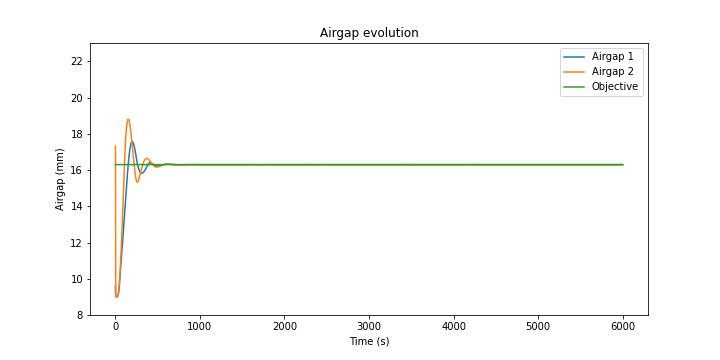 Airgap evolution
Airgap 1
Airgap 2
Objective
Airgap (mm)
22
20
18
16
14
12
10
8
0
1000
2000
3000
4000
5000
6000
Time (s)